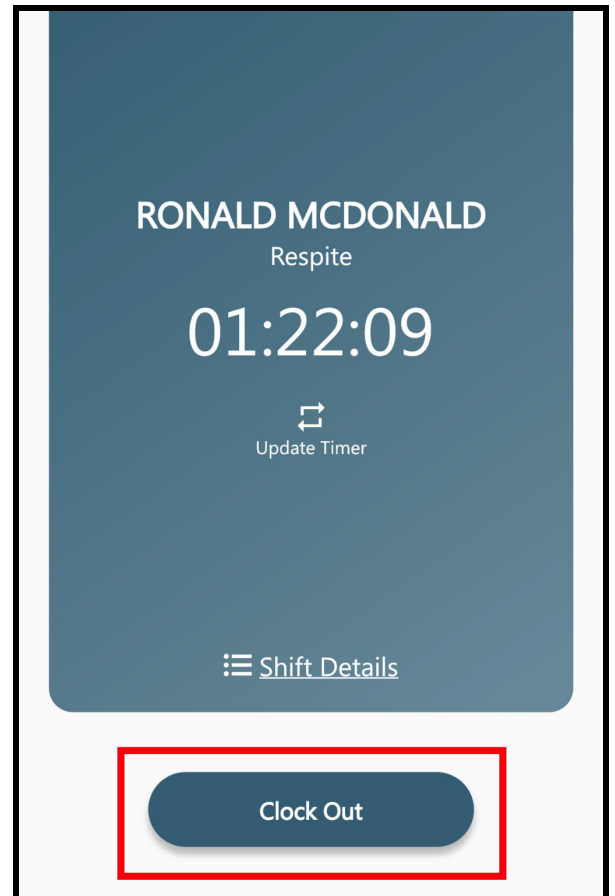 RONALD MCDONALD
Respite
01:22:09
Update Timer
Shift Details
Clock Out